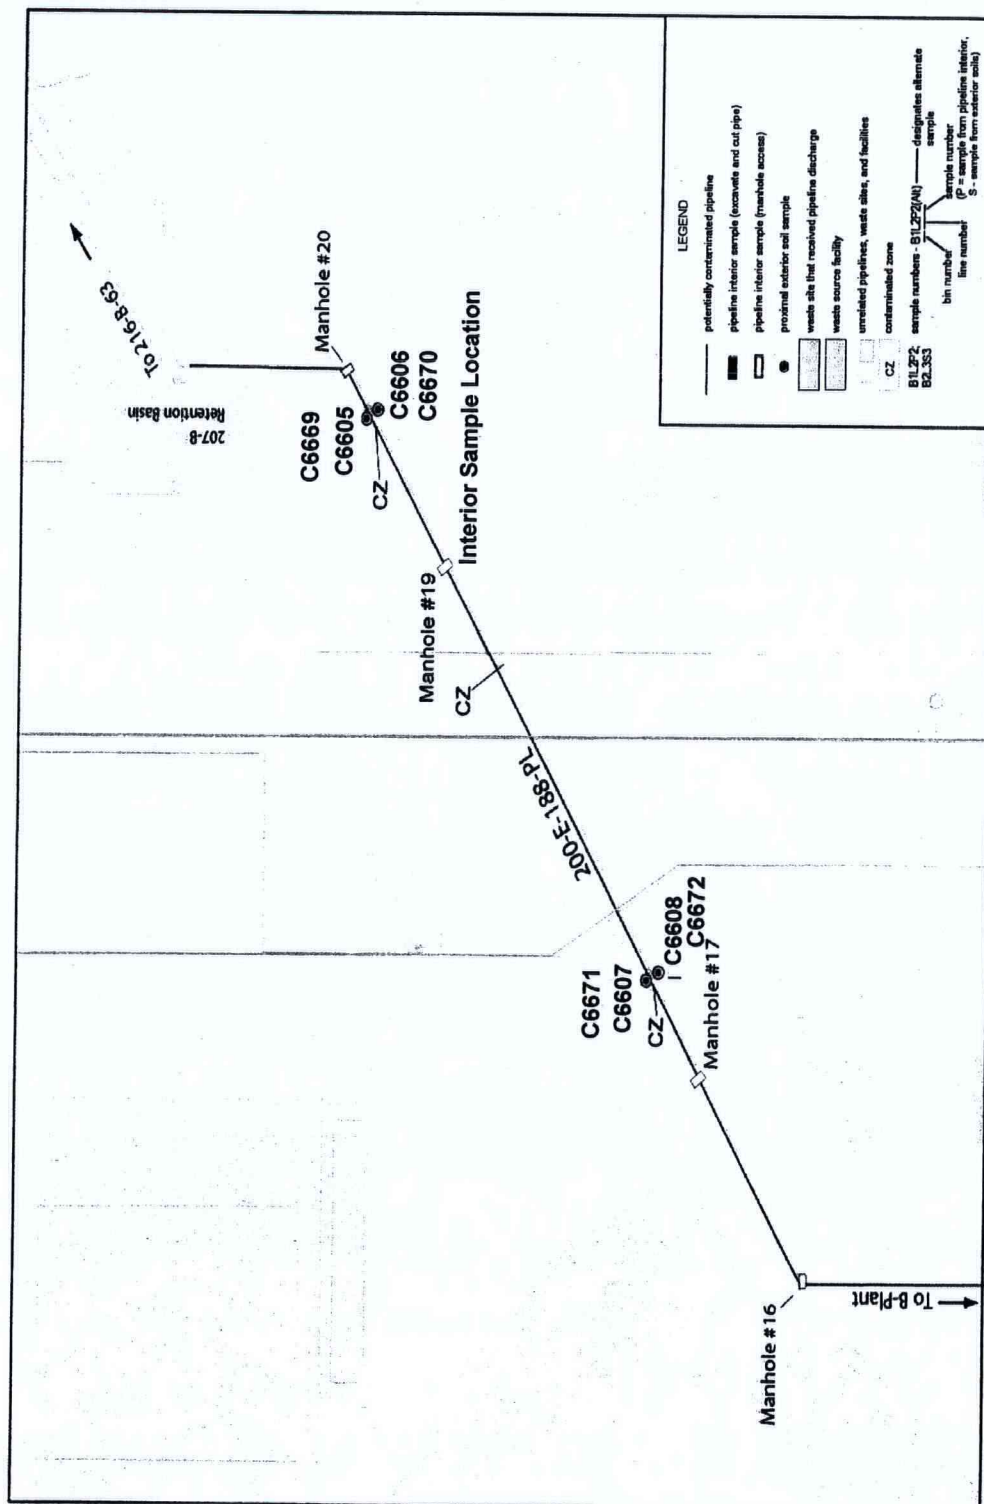 To 216-B-63
207-B
Retention Basin
Manhole #20
C6669
C6605
C6606
C6670
CZ
Interior Sample Location
Manhole #19
CZ
200-E-188-PL
C6671
C6607
C6608
C6672
CZ
Manhole #17
Manhole #16
To B-Plant
LEGEND
potentially contaminated pipeline
pipeline interior sample (excavate and cut pipe)
pipeline interior sample (manhole access)
proximal exterior soil sample
waste site that received pipeline discharge
waste source facility
unrelated pipelines, waste sites, and facilities
CZ contaminated zone
B1L2P2; sample numbers - B1L2P2(Alt) designates alternate
B2L3S3 sample
bin number sample number
line number (P = sample from pipeline interior,
S - sample from exterior soils)